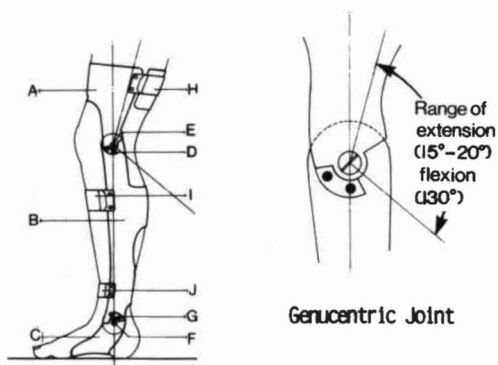 A
H
E
D
I
B
J
G
C
F
Range of
extension
(15°-20°)
flexion
(130°)
Genucentric Joint